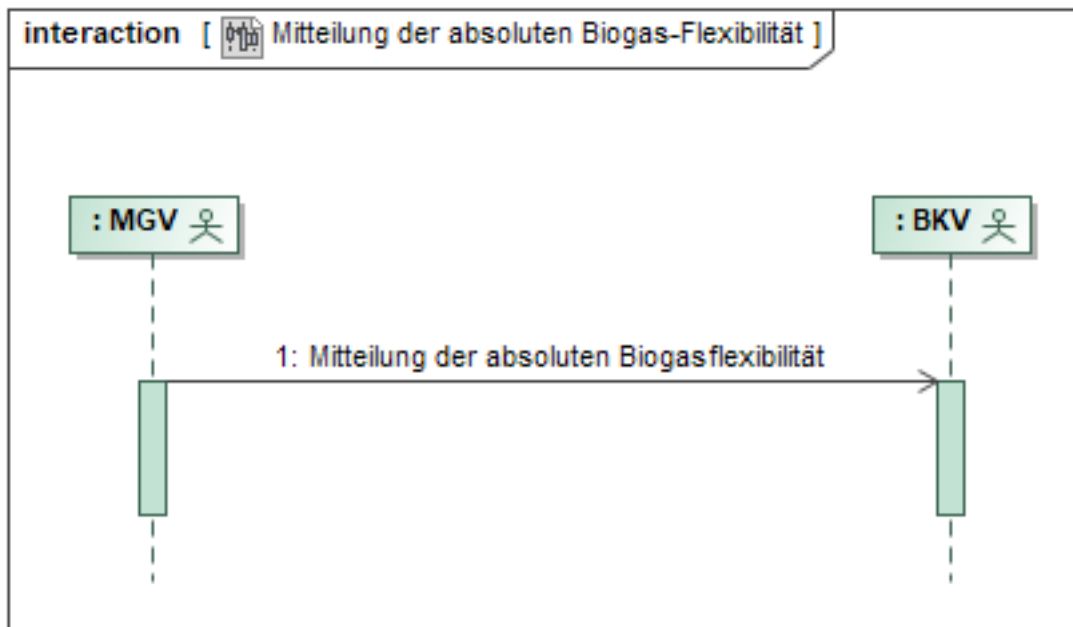 interaction [ Mitteilung der absoluten Biogas-Flexibilität ]
: MGV
: BKV
1: Mitteilung der absoluten Biogasflexibilität